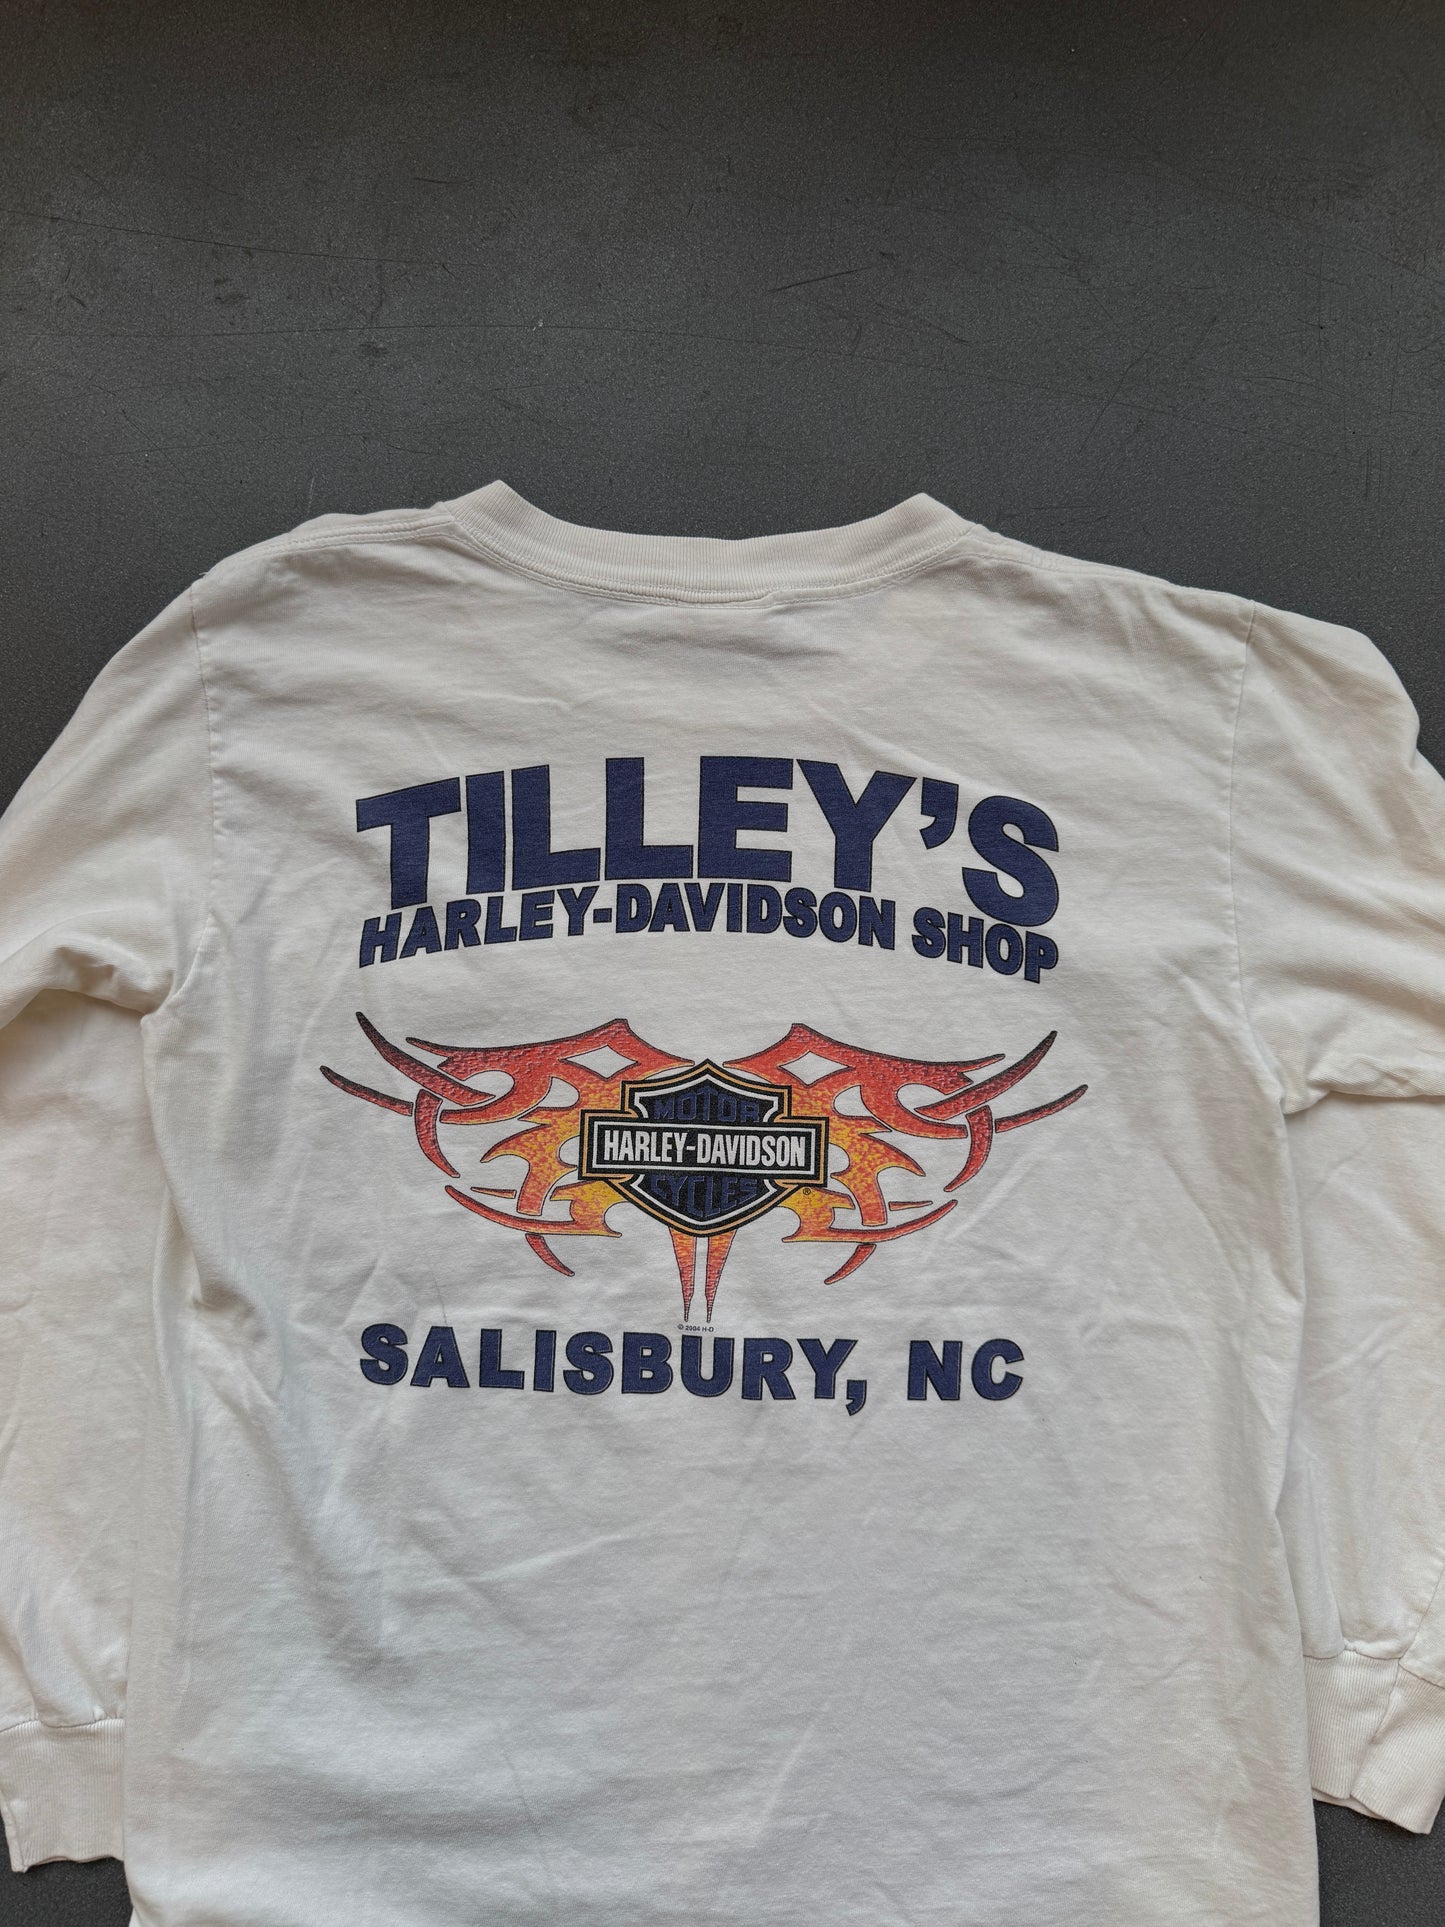 TILLEY'S
HARLEY-DAVIDSON SHOP
MOTOR
HARLEY-DAVIDSON
CYCLES
®
© 2004 H-D
SALISBURY, NC